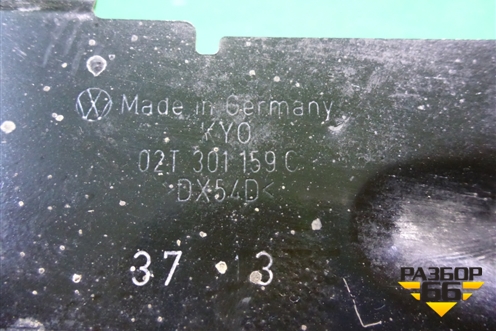 Made in Germany
KYO
02T 301 159 C
DX54D<
37 3
L
РАЗБОР
66